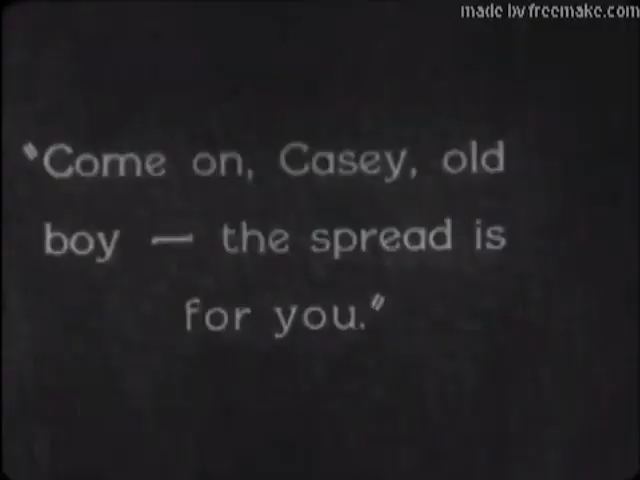 made by freemake.com
"Come on, Casey, old
boy — the spread is
for you."